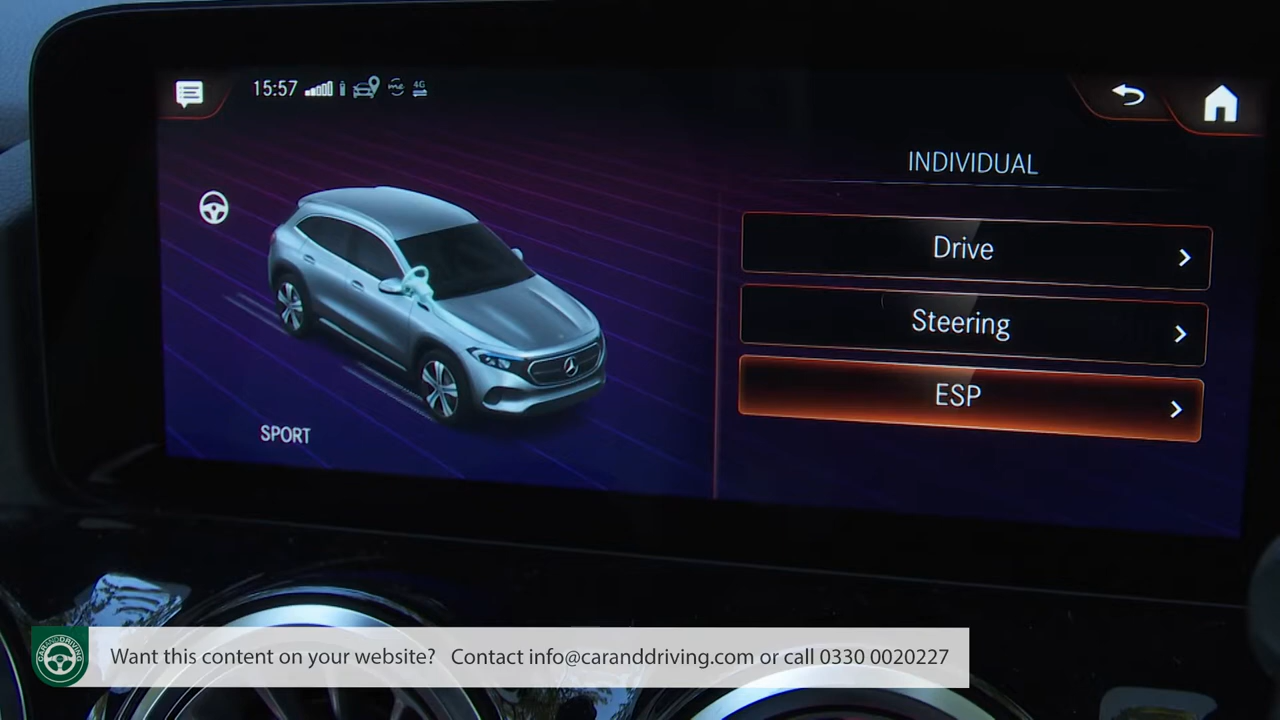 15:57
4G
INDIVIDUAL
Drive
Steering
ESP
SPORT
CARANDDRIVING
Want this content on your website? Contact info@caranddriving.com or call 0330 0020227